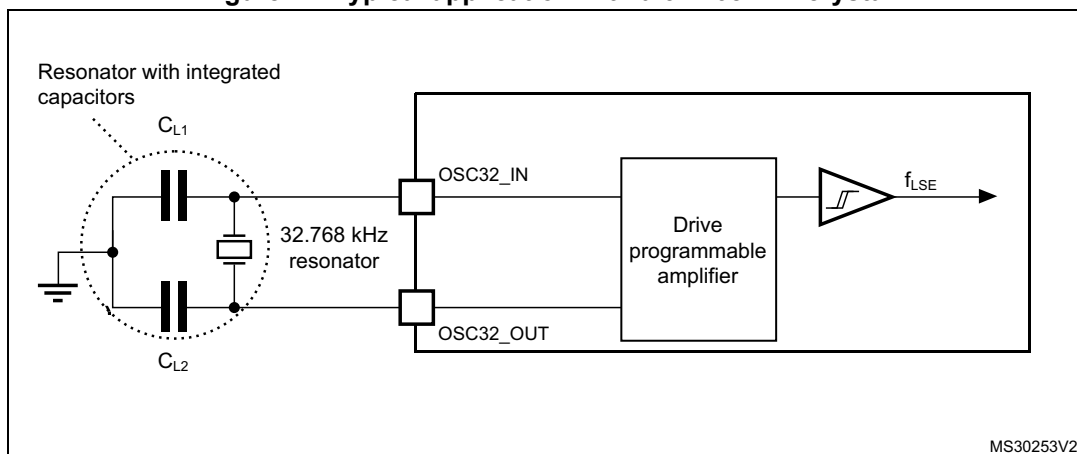 Resonator with integrated
capacitors
CL1
OSC32_IN
fLSE
32.768 kHz
resonator
Drive
programmable
amplifier
OSC32_OUT
CL2
MS30253V2